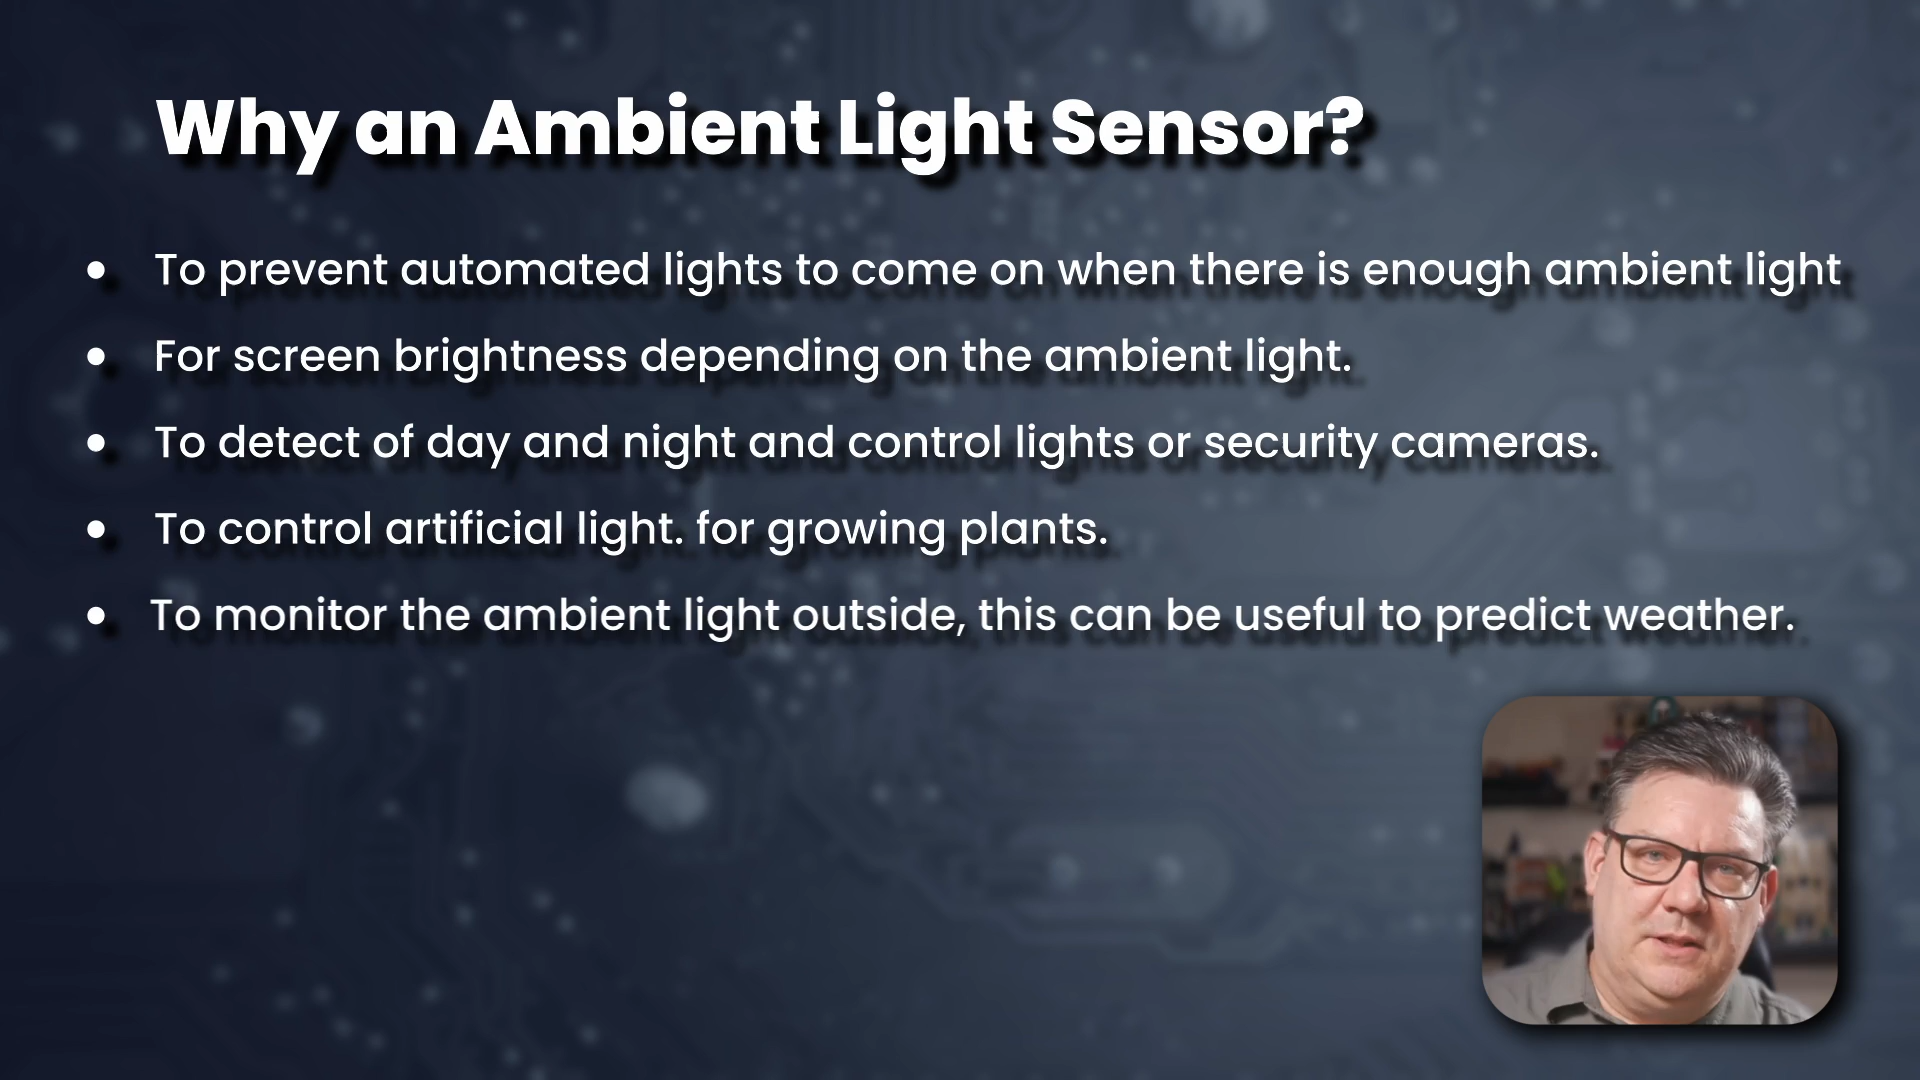 Why an Ambient Light Sensor?
• To prevent automated lights to come on when there is enough ambient light
• For screen brightness depending on the ambient light.
• To detect of day and night and control lights or security cameras.
• To control artificial light. for growing plants.
• To monitor the ambient light outside, this can be useful to predict weather.